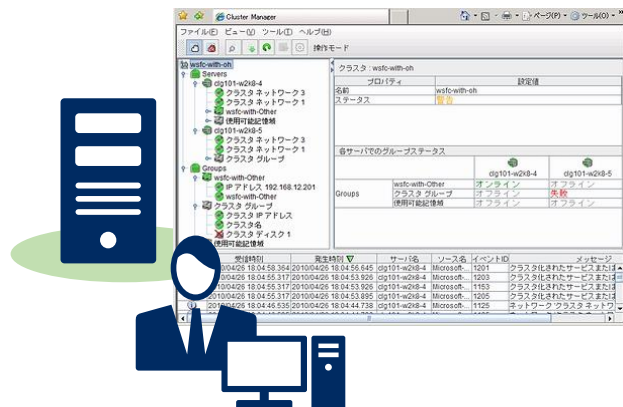 Cluster Manager
ページ(P) ツール(O)
ファイル(F) ビュー(V) ツール(T) ヘルプ(H)
操作モード
wsfc-with-oh
Servers
clg101-w2k8-4
クラスタ ネットワーク 3
クラスタ ネットワーク 1
wsfc-with-Other
使用可能記憶域
clg101-w2k8-5
クラスタ ネットワーク 3
クラスタ ネットワーク 1
クラスタ グループ
Groups
wsfc-with-Other
IP アドレス 192.168.12.201
wsfc-with-Other
クラスタ グループ
クラスタ IP アドレス
クラスタ名
クラスタ ディスク 1
使用可能記憶域
クラスタ : wsfc-with-oh
プロパティ 設定値
名前 wsfc-with-oh
ステータス 警告
各サーバでのグループステータス
clg101-w2k8-4 clg101-w2k8-5
Groups wsfc-with-Other オンライン オフライン
クラスタ グループ オフライン 失敗
使用可能記憶域 オフライン オフライン
受信時刻 発生時刻 ▽ サーバ名 ソース名 イベントID メッセージ
2010/04/26 18:04:58.364 2010/04/26 18:04:56.645 clg101-w2k8-4 Microsoft-... 1201 クラスタ化されたサービスまたは
2010/04/26 18:04:55.317 2010/04/26 18:04:53.926 clg101-w2k8-4 Microsoft-... 1203 クラスタ化されたサービスまたは
2010/04/26 18:04:55.317 2010/04/26 18:04:53.926 clg101-w2k8-4 Microsoft-... 1153 クラスタ化されたサービスまたは
2010/04/26 18:04:55.317 2010/04/26 18:04:53.895 clg101-w2k8-4 Microsoft-... 1205 クラスタ化されたサービスまたは
2010/04/26 18:04:46.535 2010/04/26 18:04:44.738 clg101-w2k8-4 Microsoft-... 1125 ネットワーク 'クラスタ ネットワ